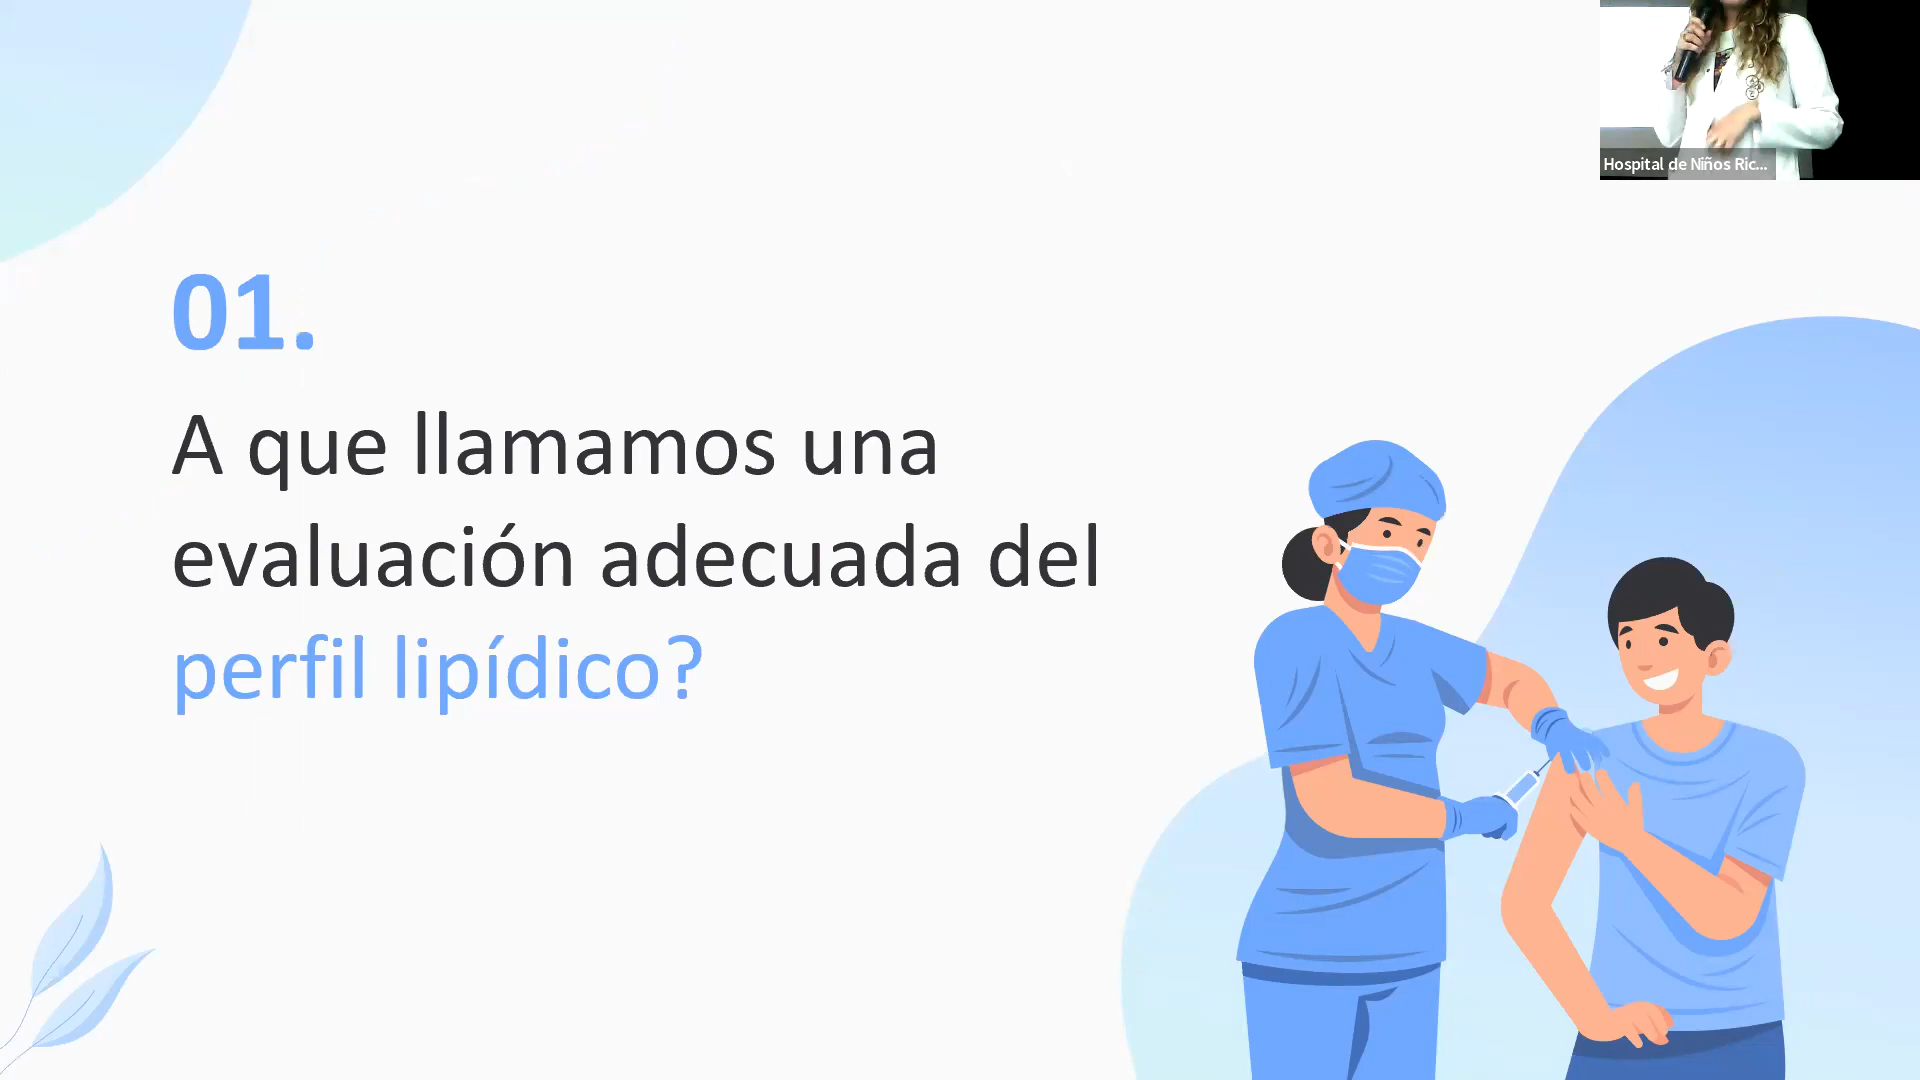 Hospital de Niños Ric...
01.
A que llamamos una
evaluación adecuada del
perfil lipídico?